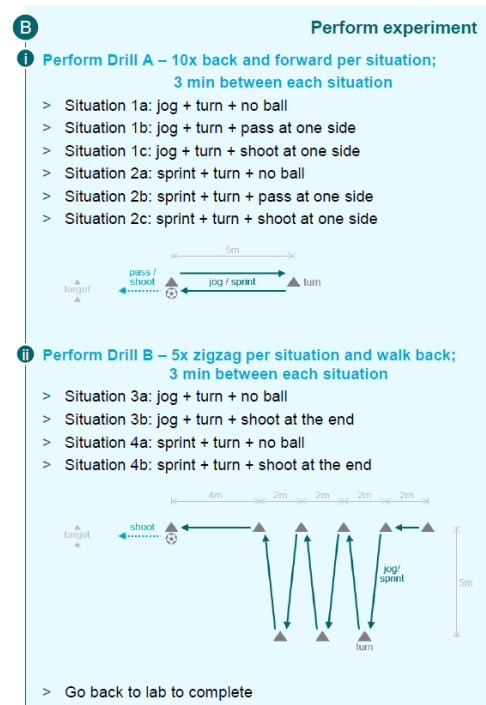 B Perform experiment
i Perform Drill A – 10x back and forward per situation;
3 min between each situation
> Situation 1a: jog + turn + no ball
> Situation 1b: jog + turn + pass at one side
> Situation 1c: jog + turn + shoot at one side
> Situation 2a: sprint + turn + no ball
> Situation 2b: sprint + turn + pass at one side
> Situation 2c: sprint + turn + shoot at one side
5m
pass /
shoot
target
jog / sprint
turn
ii Perform Drill B – 5x zigzag per situation and walk back;
3 min between each situation
> Situation 3a: jog + turn + no ball
> Situation 3b: jog + turn + shoot at the end
> Situation 4a: sprint + turn + no ball
> Situation 4b: sprint + turn + shoot at the end
4m 2m 2m 2m 2m
target
shoot
jog/
sprint
5m
turn
> Go back to lab to complete